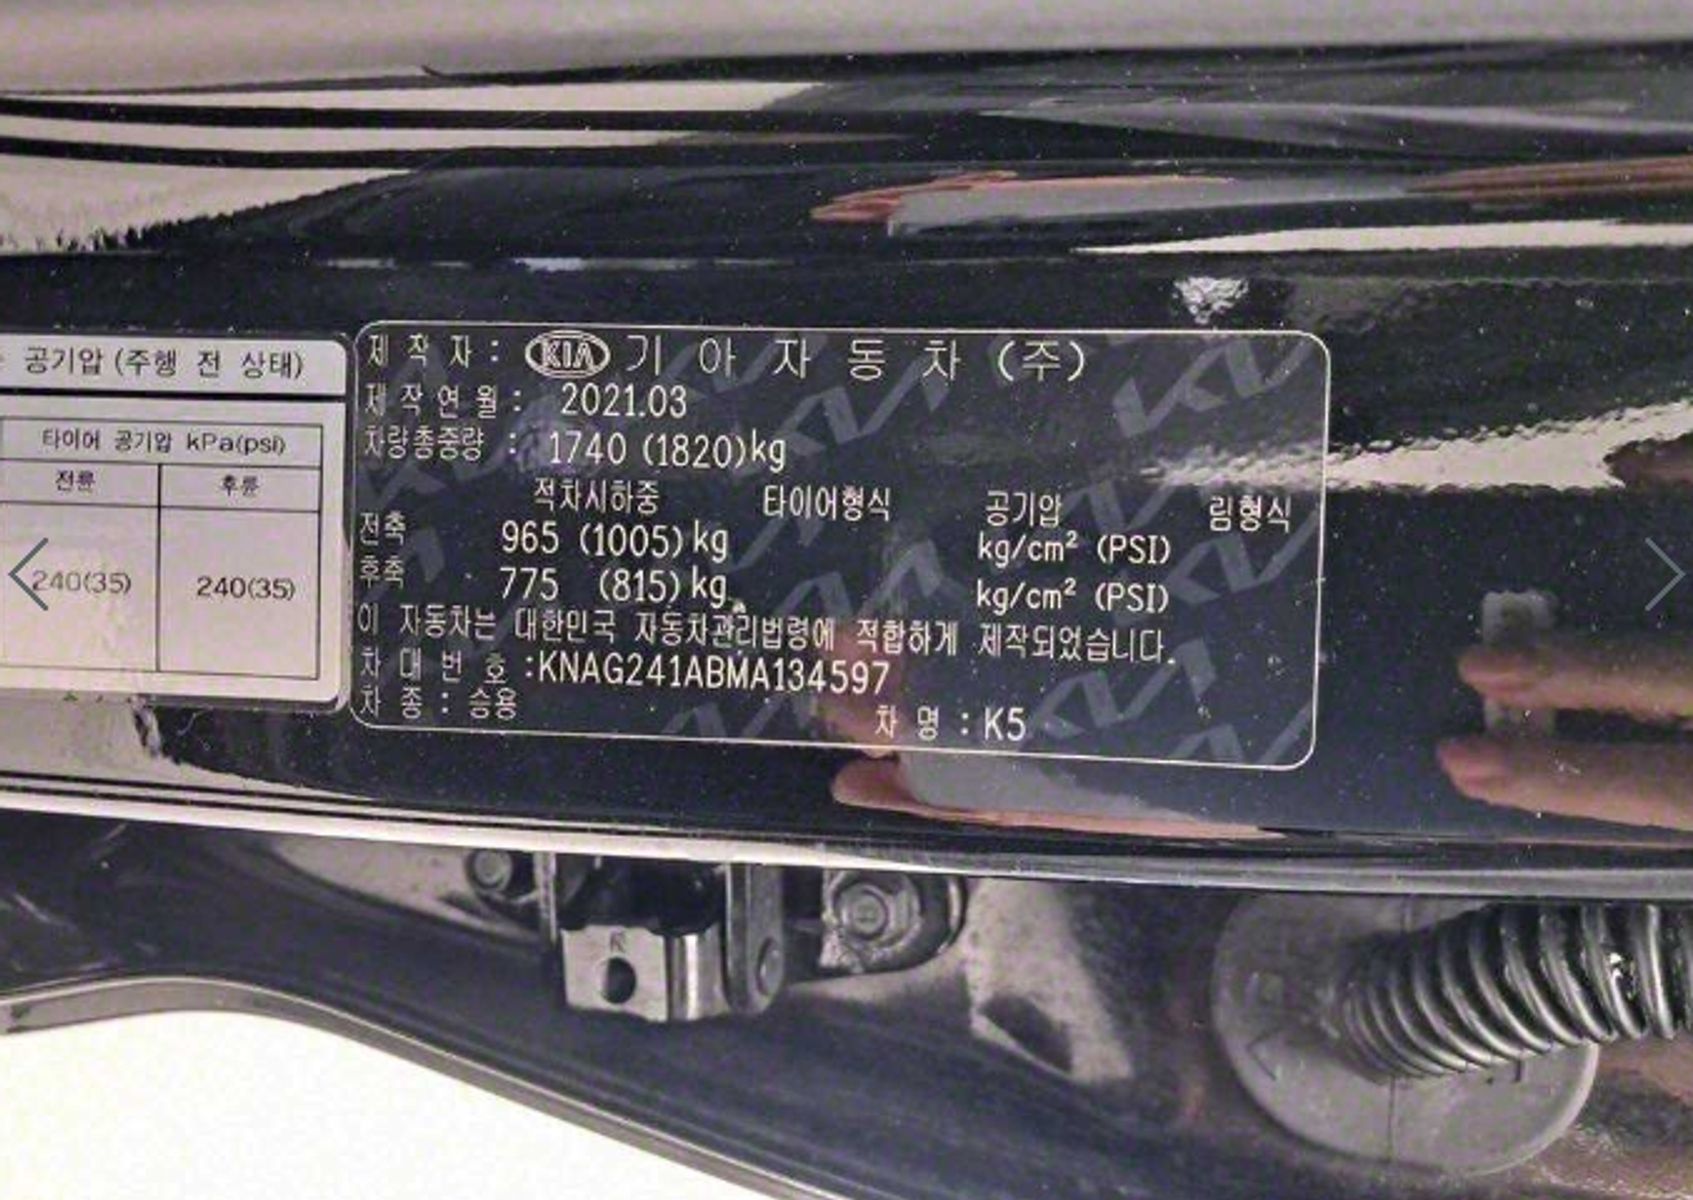 공기압 (주행 전 상태)
타이어 공기압 kPa(psi)
전륜 후륜
240(35) 240(35)
제 작 자 : KIA 기 아 자 동 차 (주)
제 작 연 월 : 2021.03
차량총중량 : 1740 (1820)kg
적차시하중 타이어형식 공기압 림형식
전축 965 (1005) kg kg/cm² (PSI)
후축 775 (815) kg kg/cm² (PSI)
이 자동차는 대한민국 자동차관리법령에 적합하게 제작되었습니다.
차 대 번 호 :KNAG241ABMA134597
차 종 : 승용 차 명 : K5
R